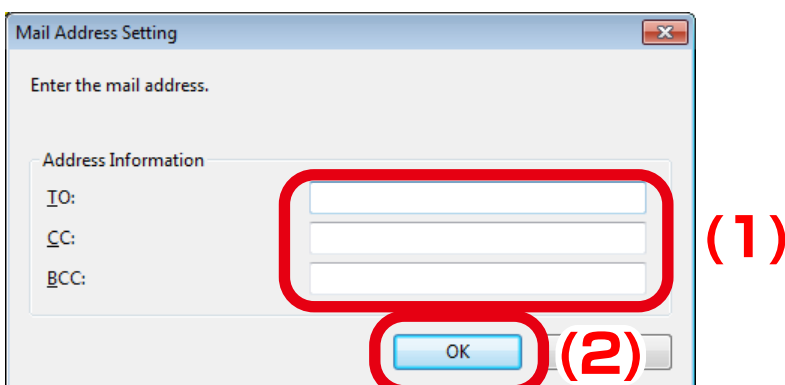 Mail Address Setting
Enter the mail address.
Address Information
TO:
CC:
BCC:
(1)
OK
(2)